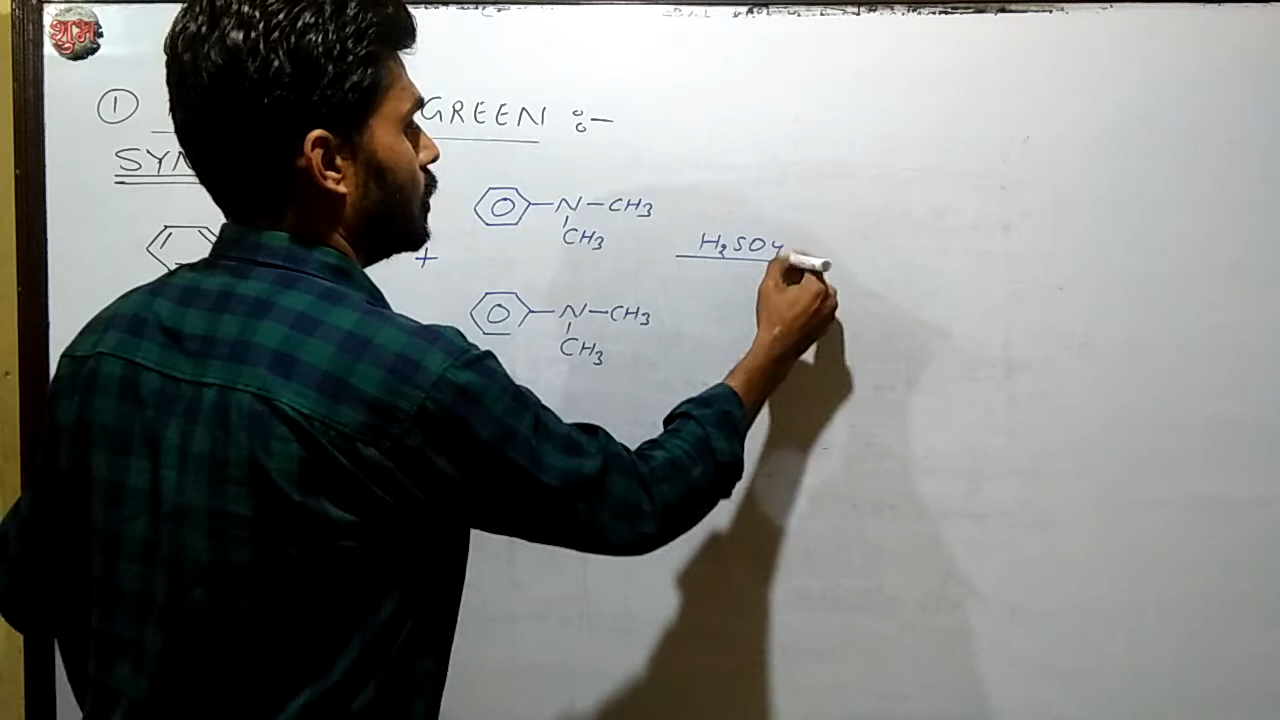 शुभ
① GREEN :-
SYN
N-CH3
CH3
+
H2SO4
N-CH3
CH3